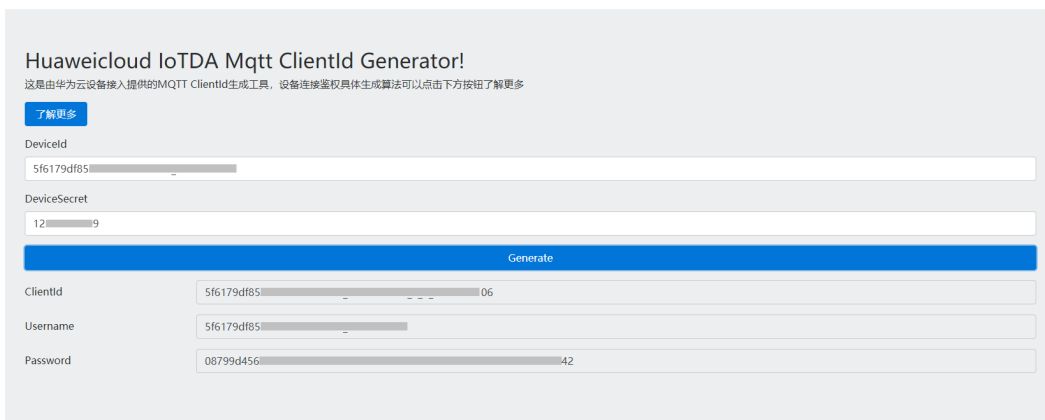 Huaweicloud IoTDA Mqtt ClientId Generator!
这是由华为云设备接入提供的MQTT ClientId生成工具，设备连接鉴权具体生成算法可以点击下方按钮了解更多
了解更多
DeviceId
5f6179df85 _
DeviceSecret
12 9
Generate
ClientId 5f6179df85 _ _ _ _ 06
Username 5f6179df85 _
Password 08799d456 42